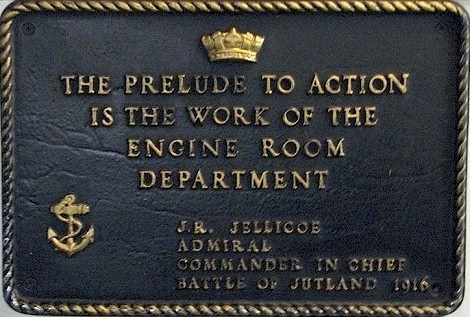 THE PRELUDE TO ACTION
IS THE WORK OF THE
ENGINE ROOM
DEPARTMENT
J.R. JELLICOE
ADMIRAL
COMMANDER IN CHIEF
BATTLE OF JUTLAND 1916